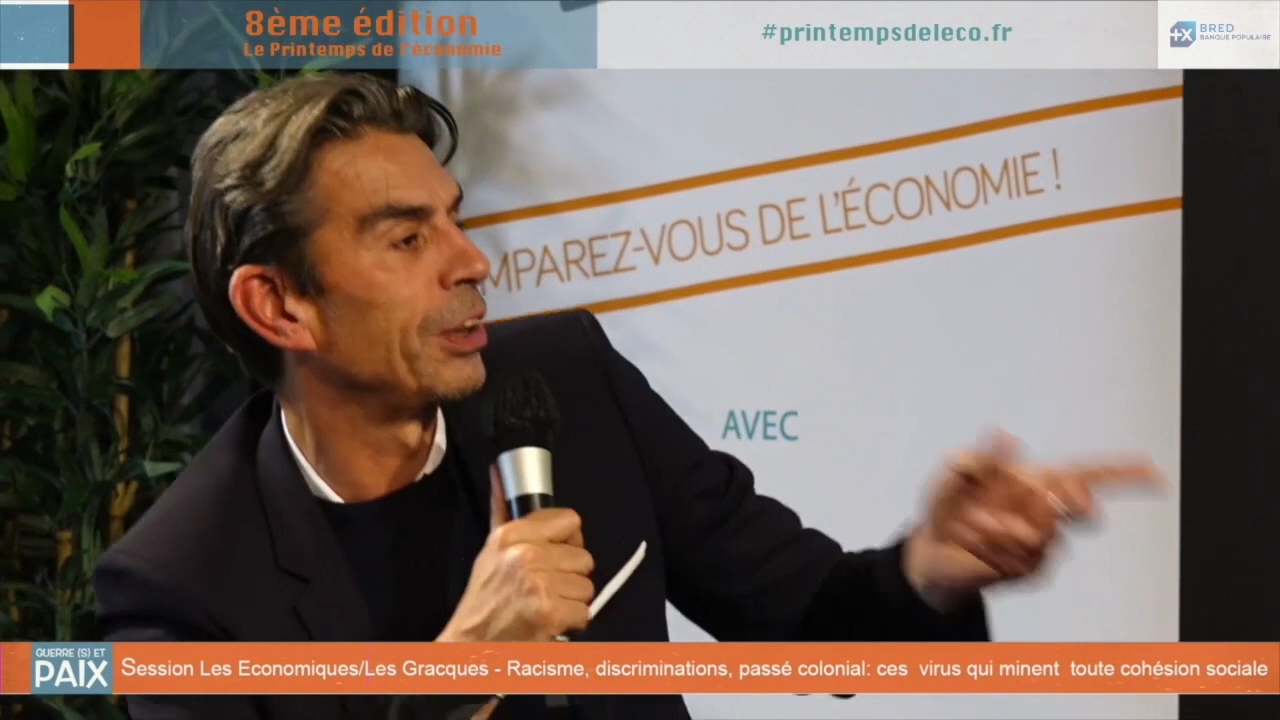 8ème édition
Le Printemps de l'économie
#printempsdeleco.fr
+X BRED
BANQUE POPULAIRE
MPAREZ-VOUS DE L'ÉCONOMIE !
AVEC
GUERRE (S) ET
PAIX
Session Les Economiques/Les Gracques - Racisme, discriminations, passé colonial: ces virus qui minent toute cohésion sociale